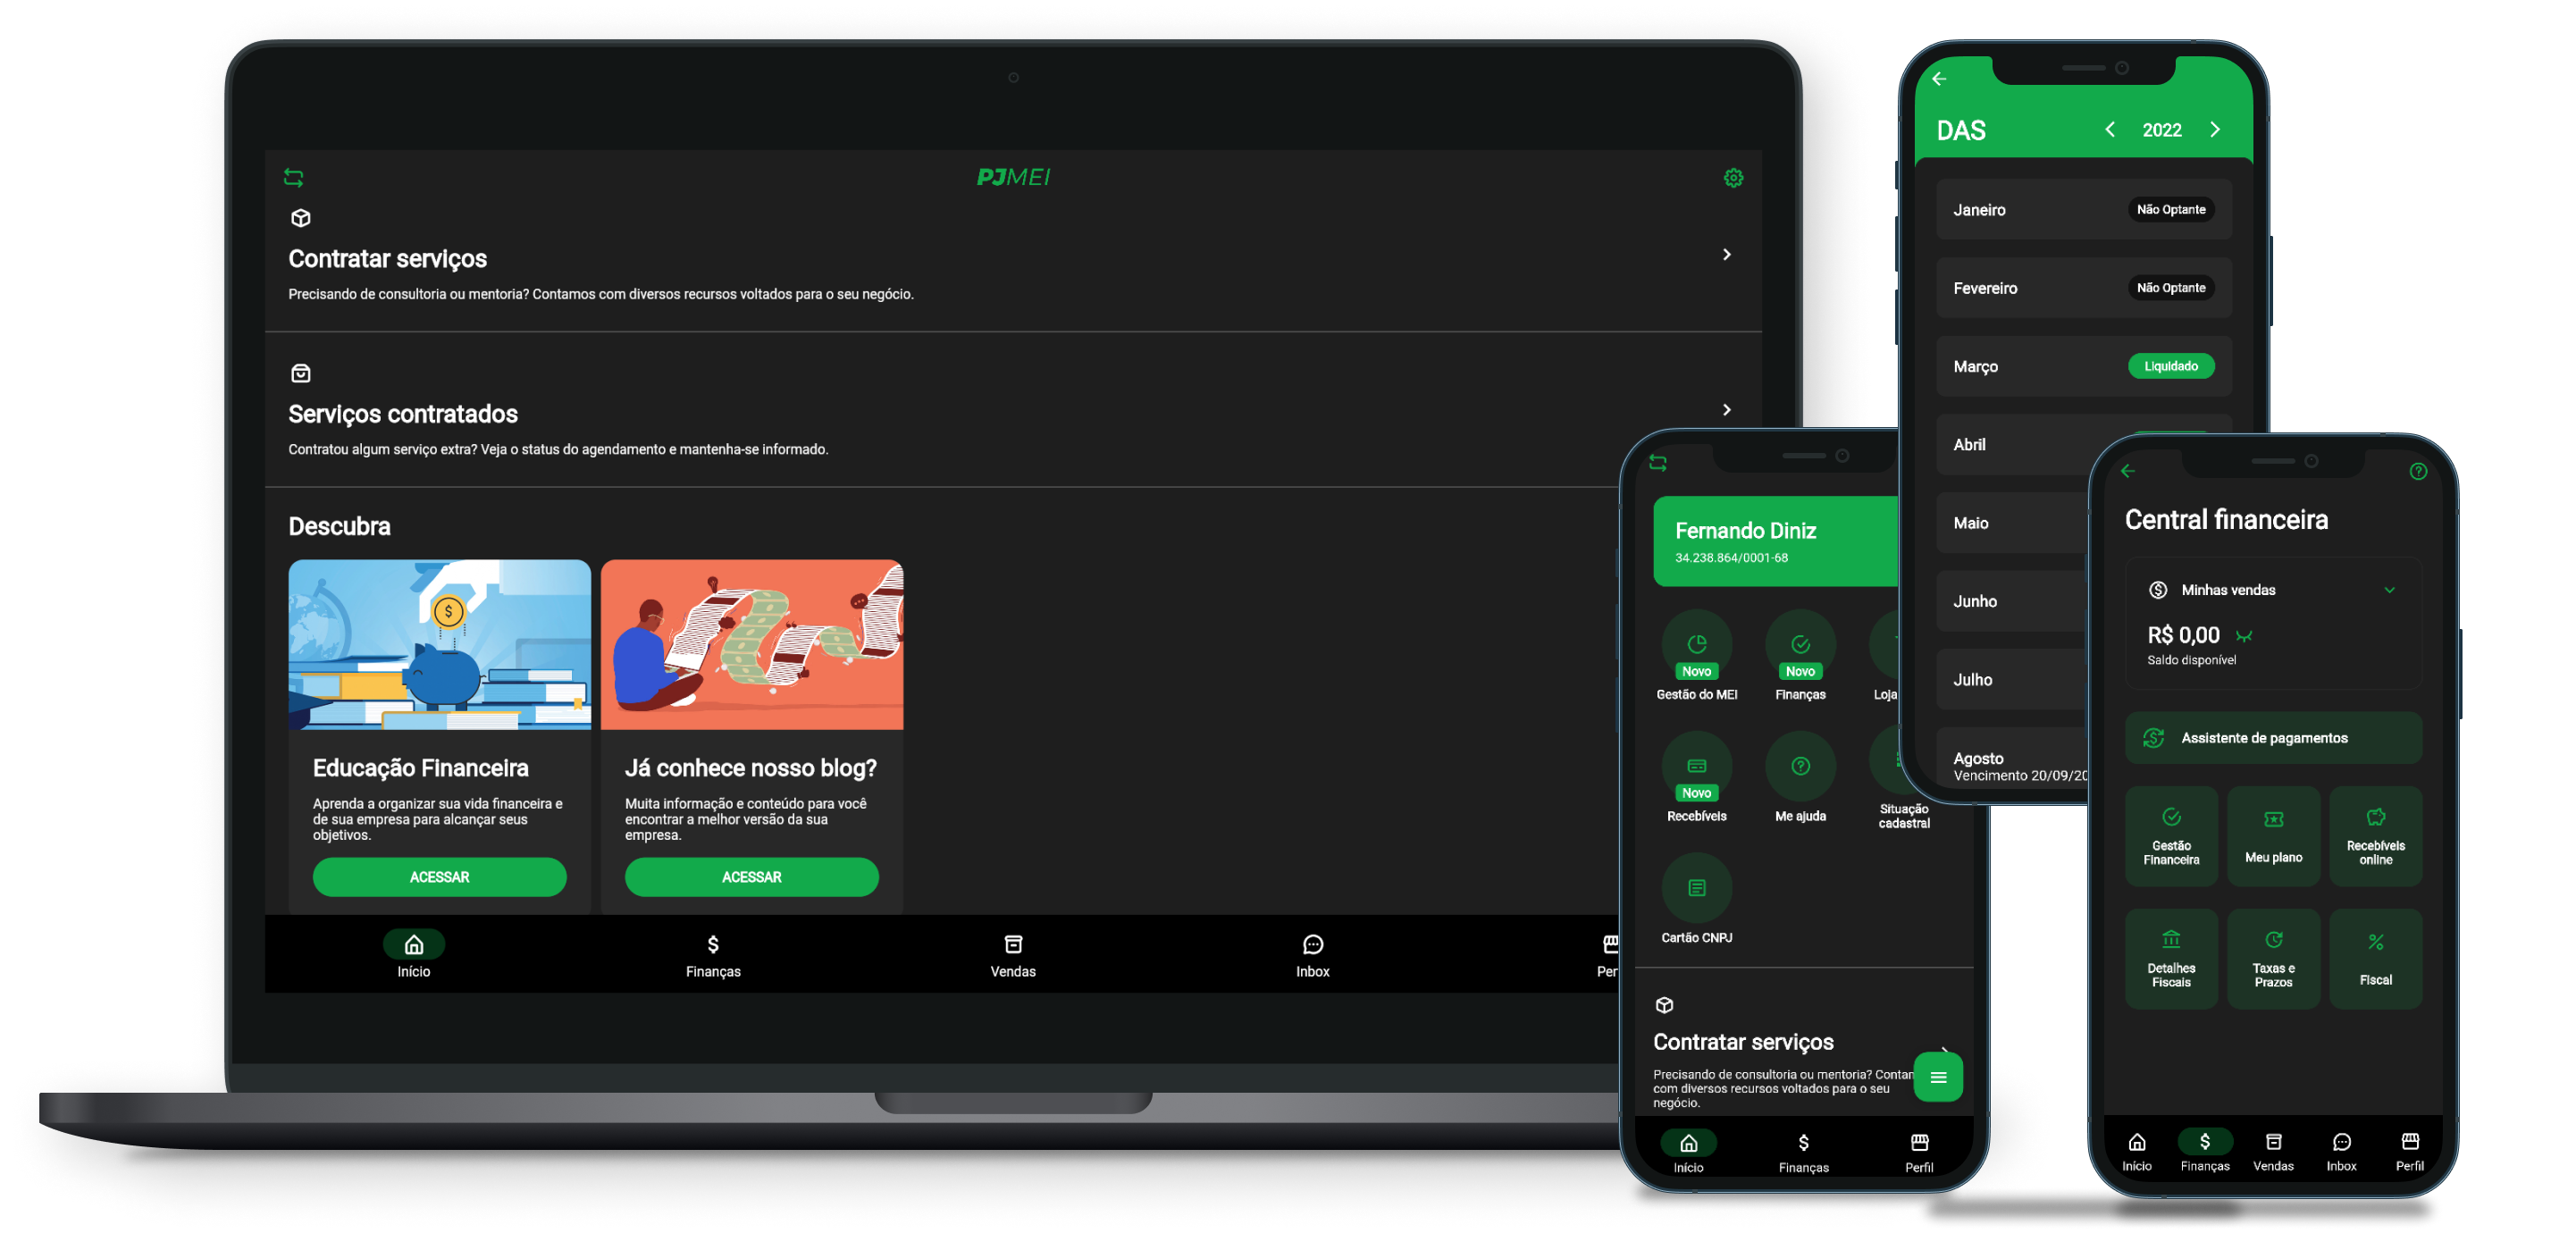 PJMEI
Contratar serviços
Precisando de consultoria ou mentoria? Contamos com diversos recursos voltados para o seu negócio.
Serviços contratados
Contratou algum serviço extra? Veja o status do agendamento e mantenha-se informado.
Descubra
Educação Financeira
Aprenda a organizar sua vida financeira e
de sua empresa para alcançar seus
objetivos.
ACESSAR
Já conhece nosso blog?
Muita informação e conteúdo para você
encontrar a melhor versão da sua
empresa.
ACESSAR
Início
Finanças
Vendas
Inbox
Per
Fernando Diniz
34.238.864/0001-68
Novo
Gestão do MEI
Novo
Finanças
Loja
Novo
Recebíveis
Me ajuda
Situação
cadastral
Cartão CNPJ
Contratar serviços
Precisando de consultoria ou mentoria? Contam
com diversos recursos voltados para o seu
negócio.
Início
Finanças
Perfil
DAS
2022
Janeiro
Não Optante
Fevereiro
Não Optante
Março
Liquidado
Abril
Maio
Junho
Julho
Agosto
Vencimento 20/09/20
Central financeira
Minhas vendas
R$ 0,00
Saldo disponível
Assistente de pagamentos
Gestão
Financeira
Meu plano
Recebíveis
online
Detalhes
Fiscais
Taxas e
Prazos
Fiscal
Início
Finanças
Vendas
Inbox
Perfil